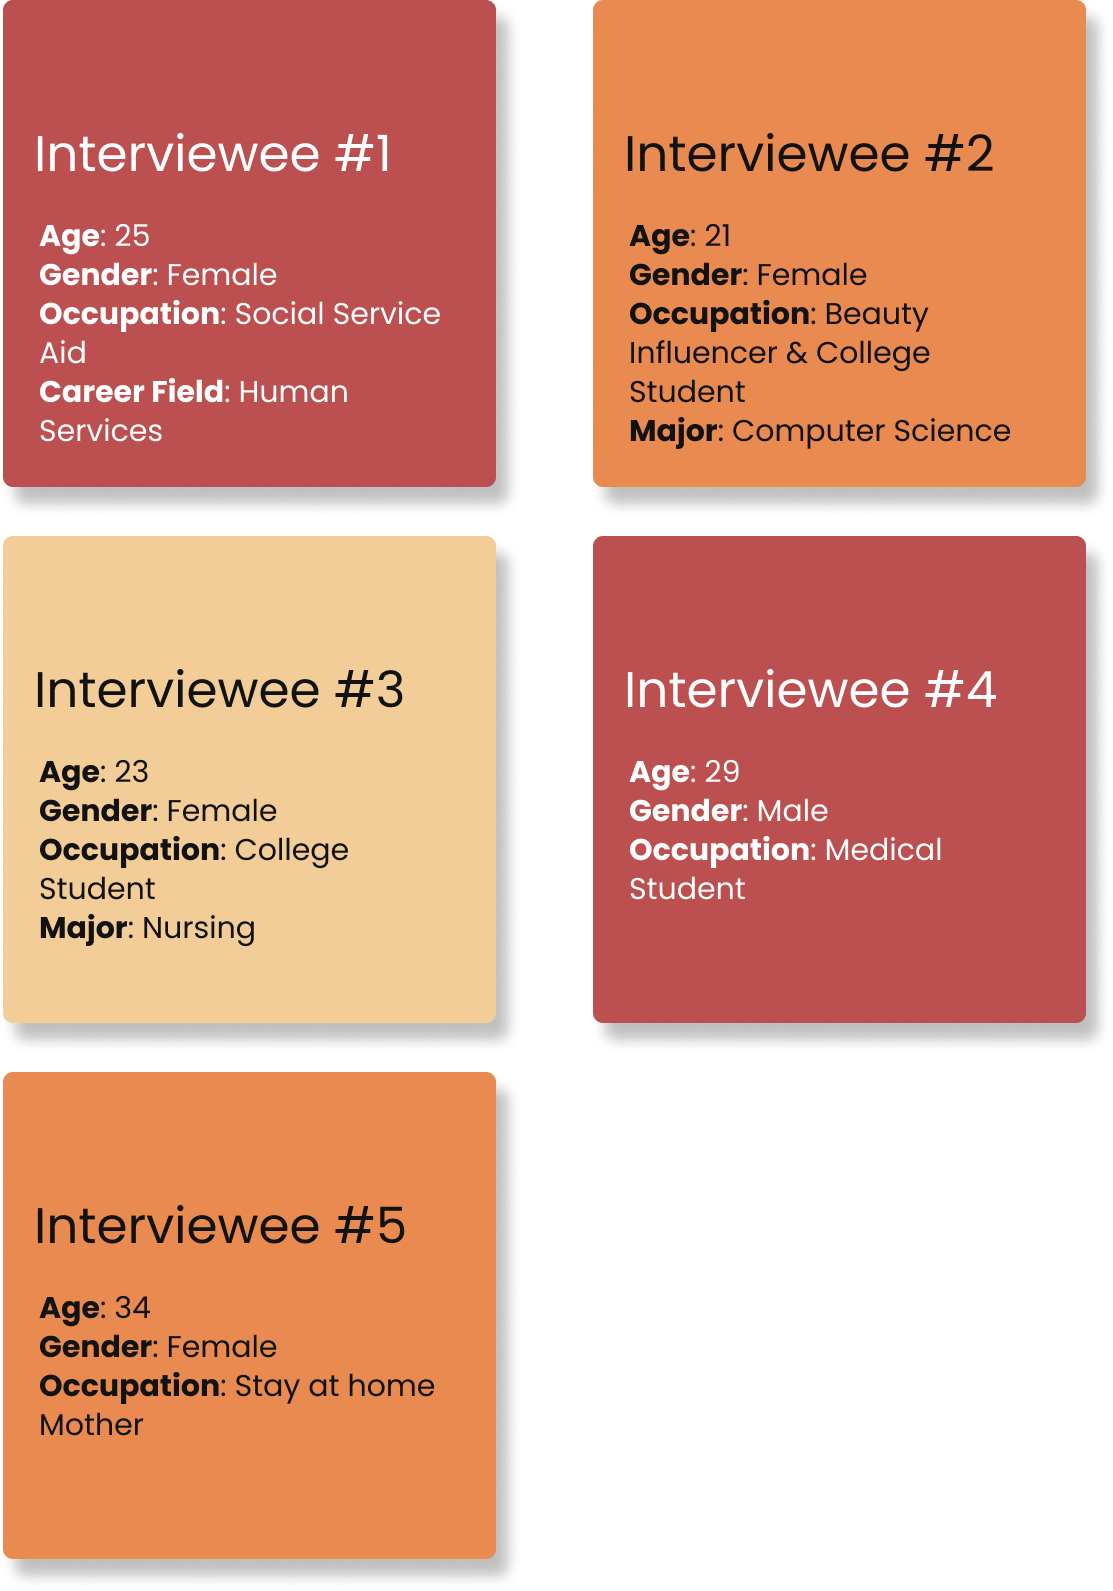 Interviewee #1
Age: 25
Gender: Female
Occupation: Social Service
Aid
Career Field: Human
Services
Interviewee #2
Age: 21
Gender: Female
Occupation: Beauty
Influencer & College
Student
Major: Computer Science
Interviewee #3
Age: 23
Gender: Female
Occupation: College
Student
Major: Nursing
Interviewee #4
Age: 29
Gender: Male
Occupation: Medical
Student
Interviewee #5
Age: 34
Gender: Female
Occupation: Stay at home
Mother